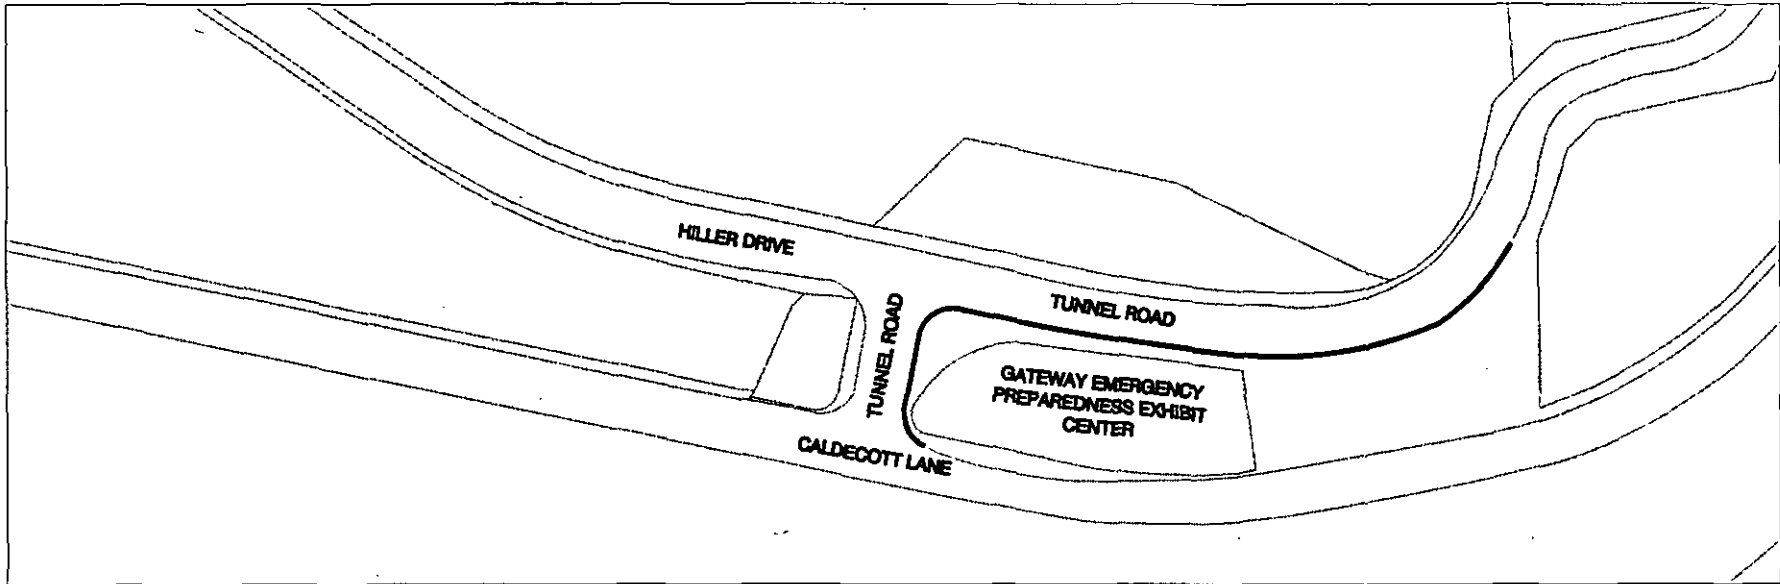 HILLER DRIVE
TUNNEL ROAD
TUNNEL ROAD
GATEWAY EMERGENCY
PREPAREDNESS EXHIBIT
CENTER
CALDECOTT LANE